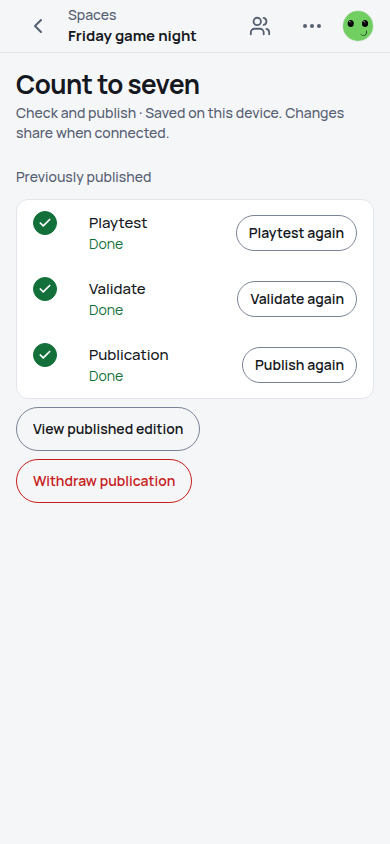 Spaces
Friday game night
Count to seven
Check and publish · Saved on this device. Changes
share when connected.
Previously published
Playtest
Done
Playtest again
Validate
Done
Validate again
Publication
Done
Publish again
View published edition
Withdraw publication